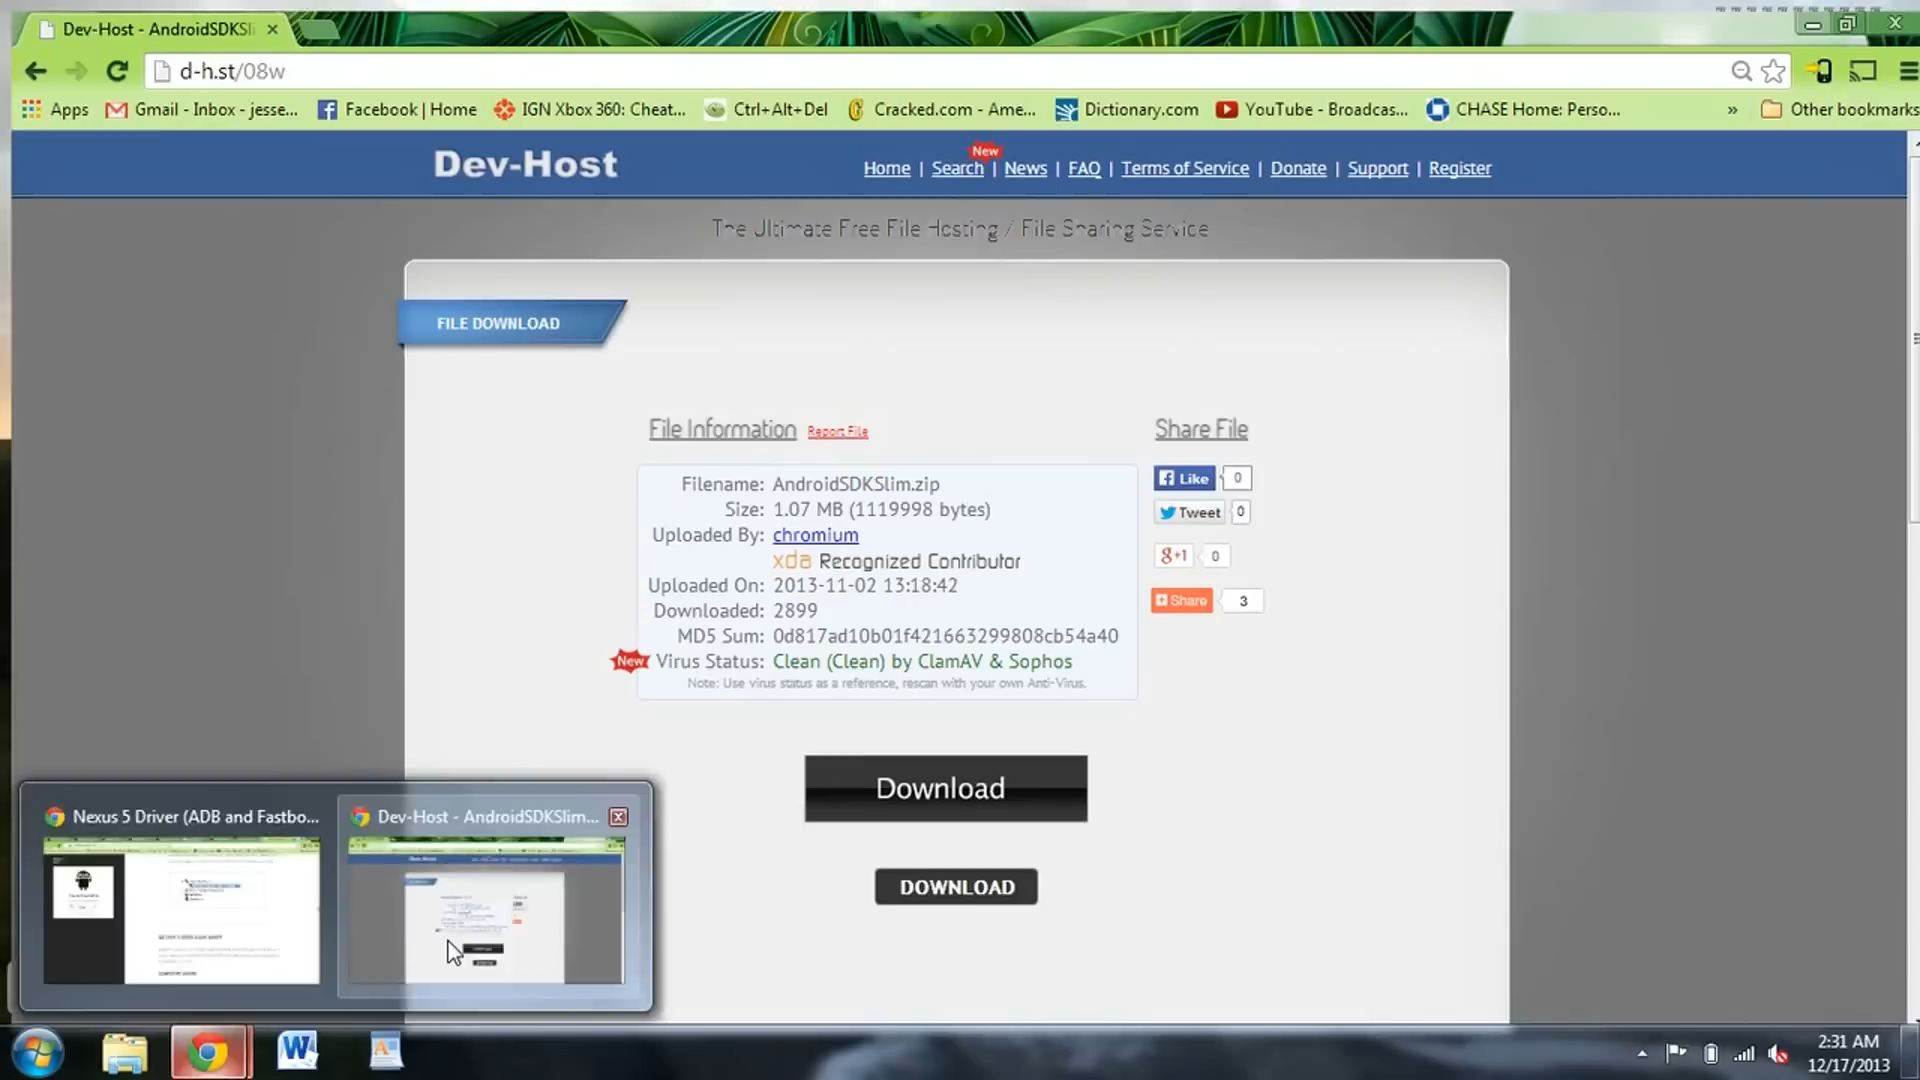 Dev-Host - AndroidSDKSli
d-h.st/08w
Apps Gmail - Inbox - jesse... Facebook | Home IGN Xbox 360: Cheat... Ctrl+Alt+Del Cracked.com - Ame... Dictionary.com YouTube - Broadcas... CHASE Home: Perso... » Other bookmarks
Dev-Host
New
Home | Search | News | FAQ | Terms of Service | Donate | Support | Register
The Ultimate Free File Hosting / File Sharing Service
FILE DOWNLOAD
File Information Report File
Share File
Filename: AndroidSDKSlim.zip
Size: 1.07 MB (1119998 bytes)
Uploaded By: chromium
xda Recognized Contributor
Uploaded On: 2013-11-02 13:18:42
Downloaded: 2899
MD5 Sum: 0d817ad10b01f421663299808cb54a40
New Virus Status: Clean (Clean) by ClamAV & Sophos
Note: Use virus status as a reference, rescan with your own Anti-Virus.
Like 0
Tweet 0
g+1 0
Share 3
Download
DOWNLOAD
Nexus 5 Driver (ADB and Fastbo...
Dev-Host - AndroidSDKSlim...
2:31 AM
12/17/2013